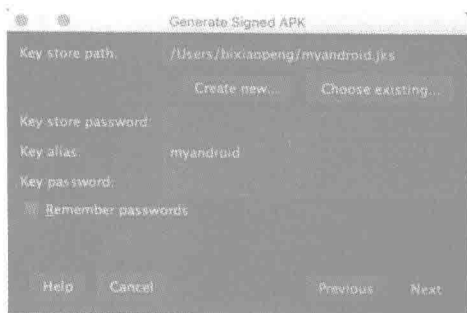 Generate Signed APK
Key store path: /Users/bixiaopeng/myandroid.jks
Create new... Choose existing...
Key store password:
Key alias: myandroid
Key password:
Remember passwords
Help Cancel Previous Next